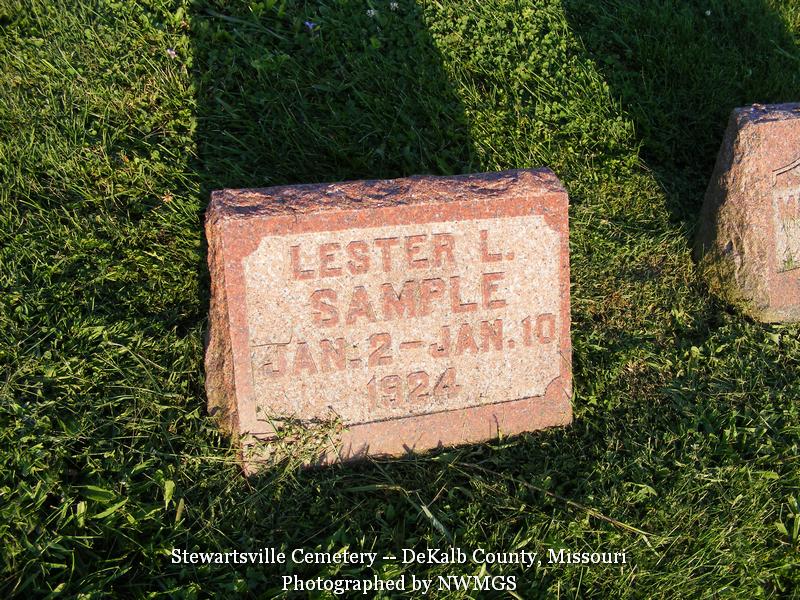 LESTER L.
SAMPLE
JAN. 2 – JAN. 10
1924
Stewartsville Cemetery -- DeKalb County, Missouri
Photographed by NWMGS